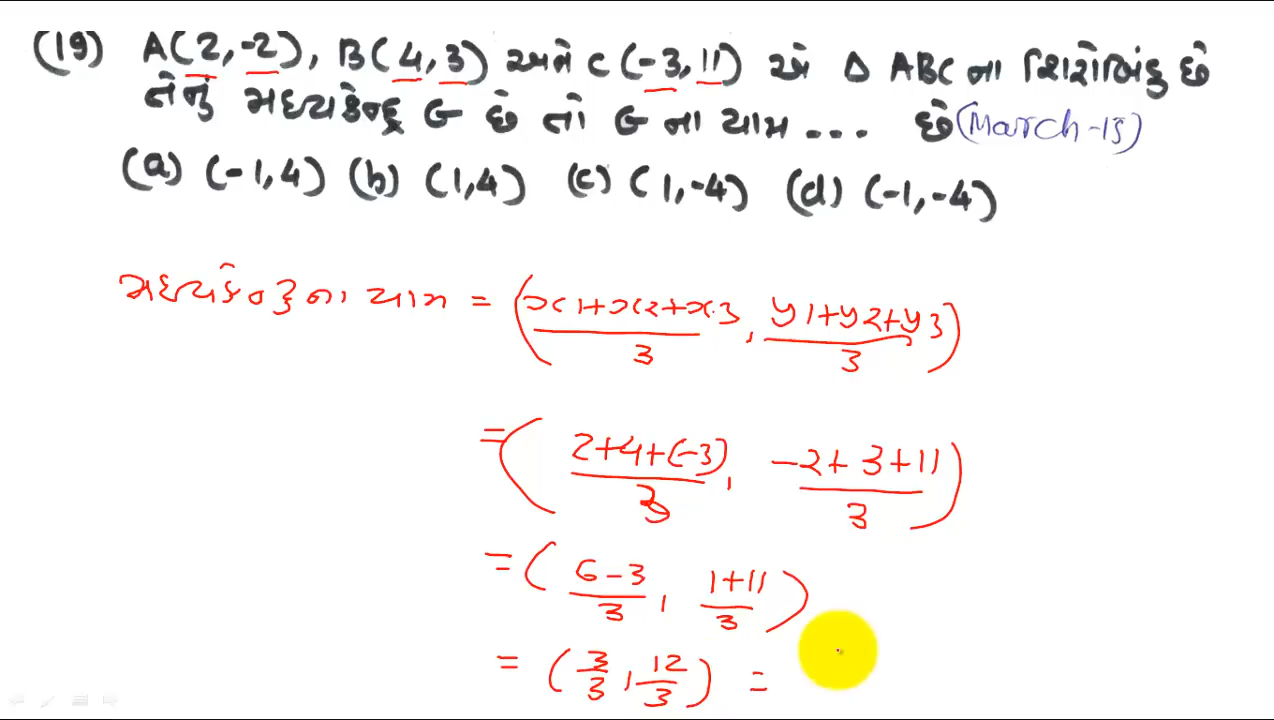 (19) A(2,-2), B(4,3) અને C(-3,11) એ Δ ABC ના શિરોબિંદુ છે
તેનું મધ્યકેન્દ્ર G છે તો G ના યામ ... છે (March-13)
(a) (-1,4) (b) (1,4) (c) (1,-4) (d) (-1,-4)
મધ્યકેન્દ્રના યામ = (x1+x2+x3/3, y1+y2+y3/3)
= (2+4+(-3)/3, -2+3+11/3)
= (6-3/3, 1+11/3)
= (3/3, 12/3) =